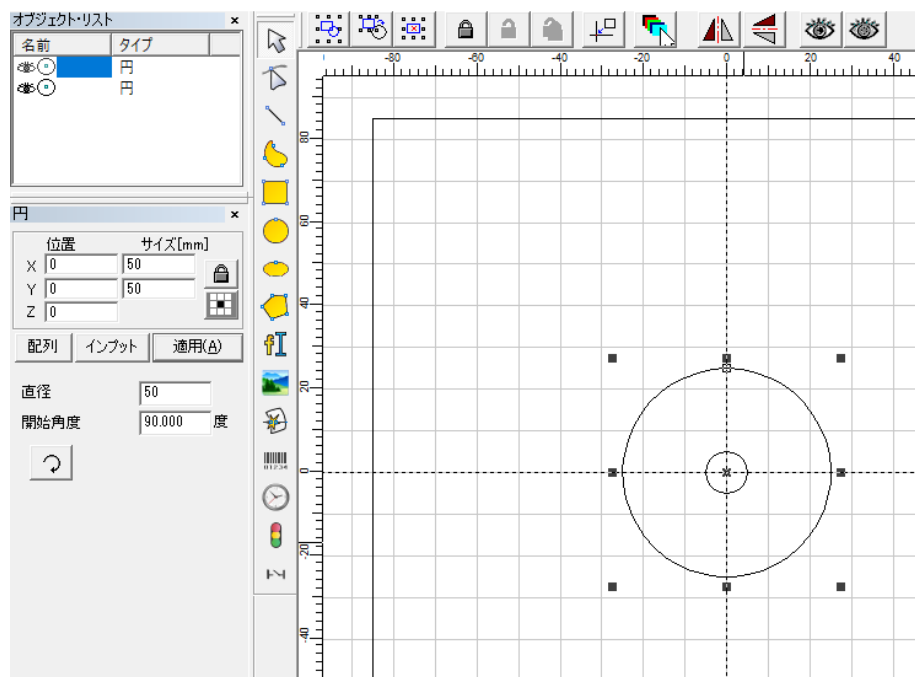 オブジェクト・リスト ×
名前 タイプ
円
円
円 ×
位置 サイズ[mm]
X 0 50
Y 0 50
Z 0
配列 インプット 適用(A)
直径 50
開始角度 90.000 度
fI
01234
-80 -60 -40 -20 0 20 40
80
60
40
20
0
-20
-40